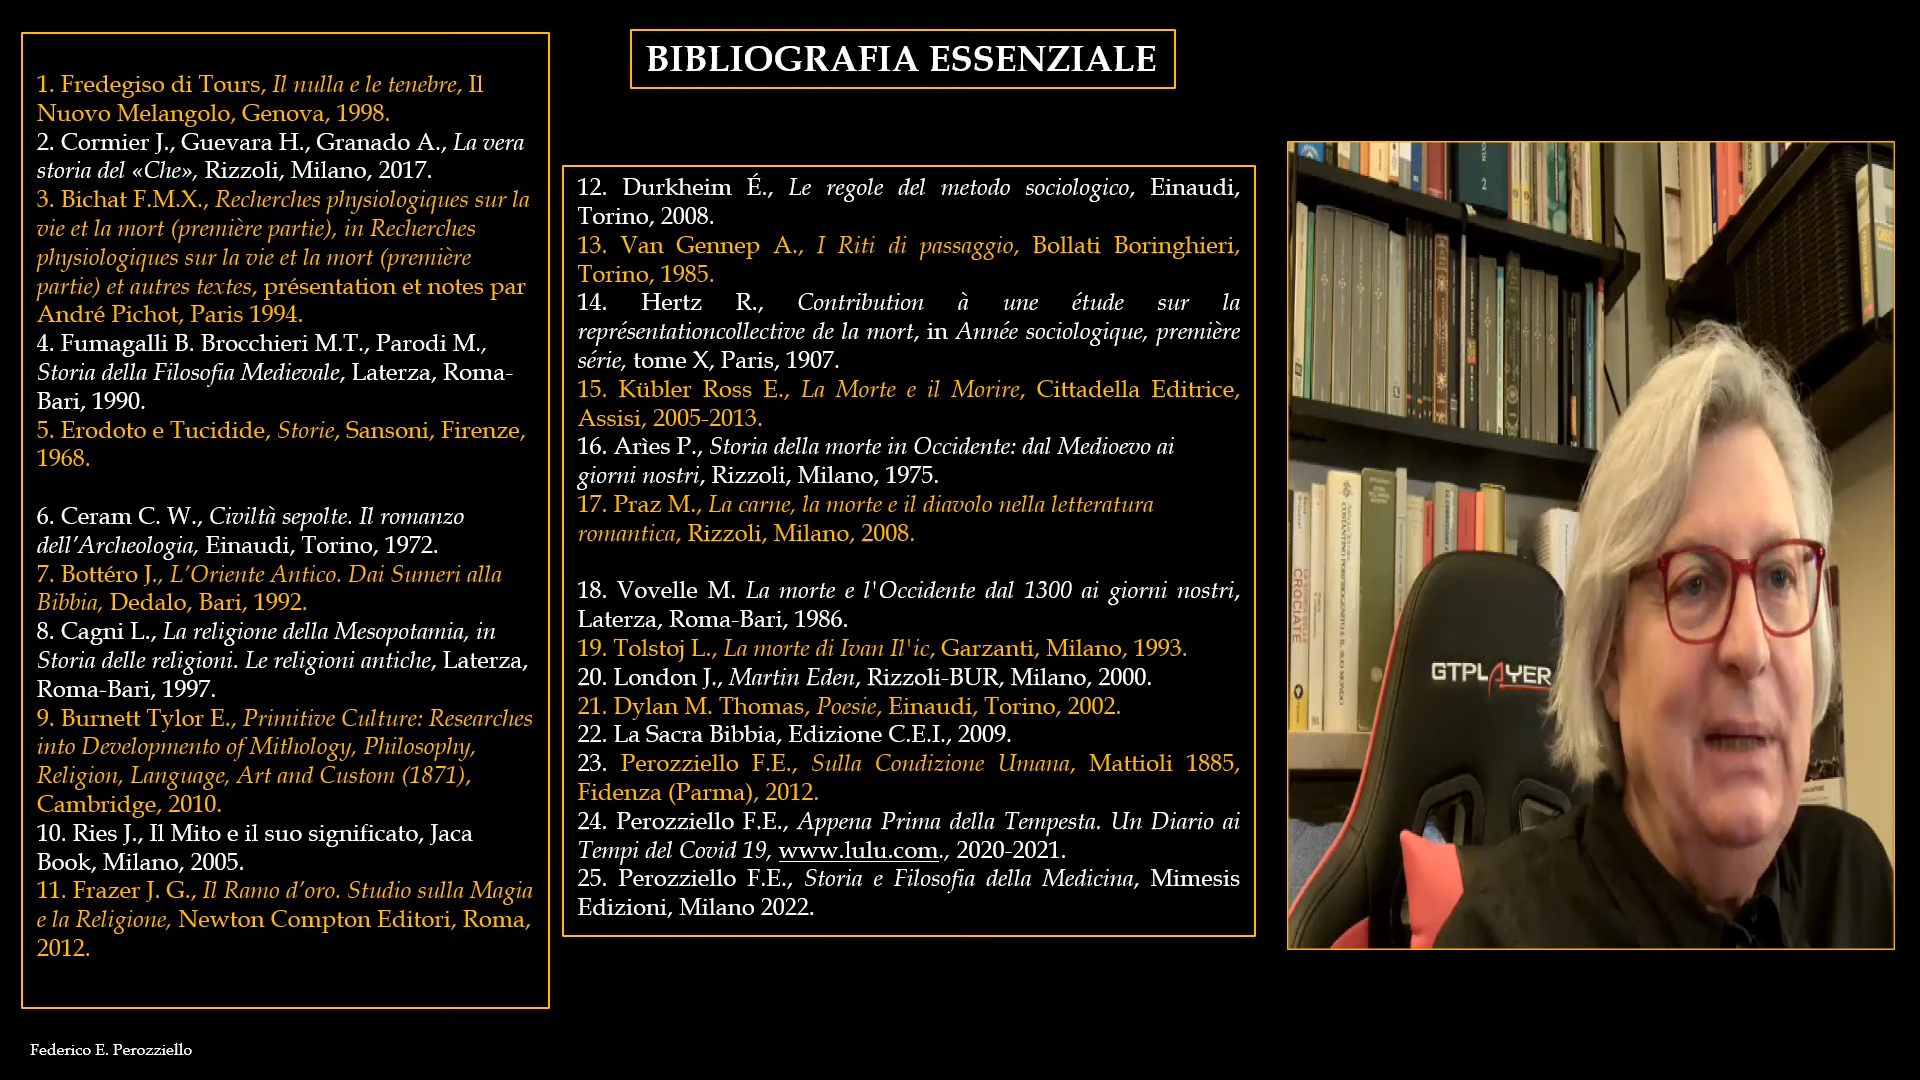 BIBLIOGRAFIA ESSENZIALE
1. Fredegiso di Tours, Il nulla e le tenebre, Il
Nuovo Melangolo, Genova, 1998.
2. Cormier J., Guevara H., Granado A., La vera
storia del «Che», Rizzoli, Milano, 2017.
3. Bichat F.M.X., Recherches physiologiques sur la
vie et la mort (première partie), in Recherches
physiologiques sur la vie et la mort (première
partie) et autres textes, présentation et notes par
André Pichot, Paris 1994.
4. Fumagalli B. Brocchieri M.T., Parodi M.,
Storia della Filosofia Medievale, Laterza, Roma-
Bari, 1990.
5. Erodoto e Tucidide, Storie, Sansoni, Firenze,
1968.
6. Ceram C. W., Civiltà sepolte. Il romanzo
dell’Archeologia, Einaudi, Torino, 1972.
7. Bottéro J., L’Oriente Antico. Dai Sumeri alla
Bibbia, Dedalo, Bari, 1992.
8. Cagni L., La religione della Mesopotamia, in
Storia delle religioni. Le religioni antiche, Laterza,
Roma-Bari, 1997.
9. Burnett Tylor E., Primitive Culture: Researches
into Developmento of Mithology, Philosophy,
Religion, Language, Art and Custom (1871),
Cambridge, 2010.
10. Ries J., Il Mito e il suo significato, Jaca
Book, Milano, 2005.
11. Frazer J. G., Il Ramo d’oro. Studio sulla Magia
e la Religione, Newton Compton Editori, Roma,
2012.
12. Durkheim É., Le regole del metodo sociologico, Einaudi,
Torino, 2008.
13. Van Gennep A., I Riti di passaggio, Bollati Boringhieri,
Torino, 1985.
14. Hertz R., Contribution à une étude sur la
représentationcollective de la mort, in Année sociologique, première
série, tome X, Paris, 1907.
15. Kübler Ross E., La Morte e il Morire, Cittadella Editrice,
Assisi, 2005-2013.
16. Arìes P., Storia della morte in Occidente: dal Medioevo ai
giorni nostri, Rizzoli, Milano, 1975.
17. Praz M., La carne, la morte e il diavolo nella letteratura
romantica, Rizzoli, Milano, 2008.
18. Vovelle M. La morte e l'Occidente dal 1300 ai giorni nostri,
Laterza, Roma-Bari, 1986.
19. Tolstoj L., La morte di Ivan Il'ic, Garzanti, Milano, 1993.
20. London J., Martin Eden, Rizzoli-BUR, Milano, 2000.
21. Dylan M. Thomas, Poesie, Einaudi, Torino, 2002.
22. La Sacra Bibbia, Edizione C.E.I., 2009.
23. Perozziello F.E., Sulla Condizione Umana, Mattioli 1885,
Fidenza (Parma), 2012.
24. Perozziello F.E., Appena Prima della Tempesta. Un Diario ai
Tempi del Covid 19, www.lulu.com., 2020-2021.
25. Perozziello F.E., Storia e Filosofia della Medicina, Mimesis
Edizioni, Milano 2022.
GTPLAYER
CROCIATE
Federico E. Perozziello